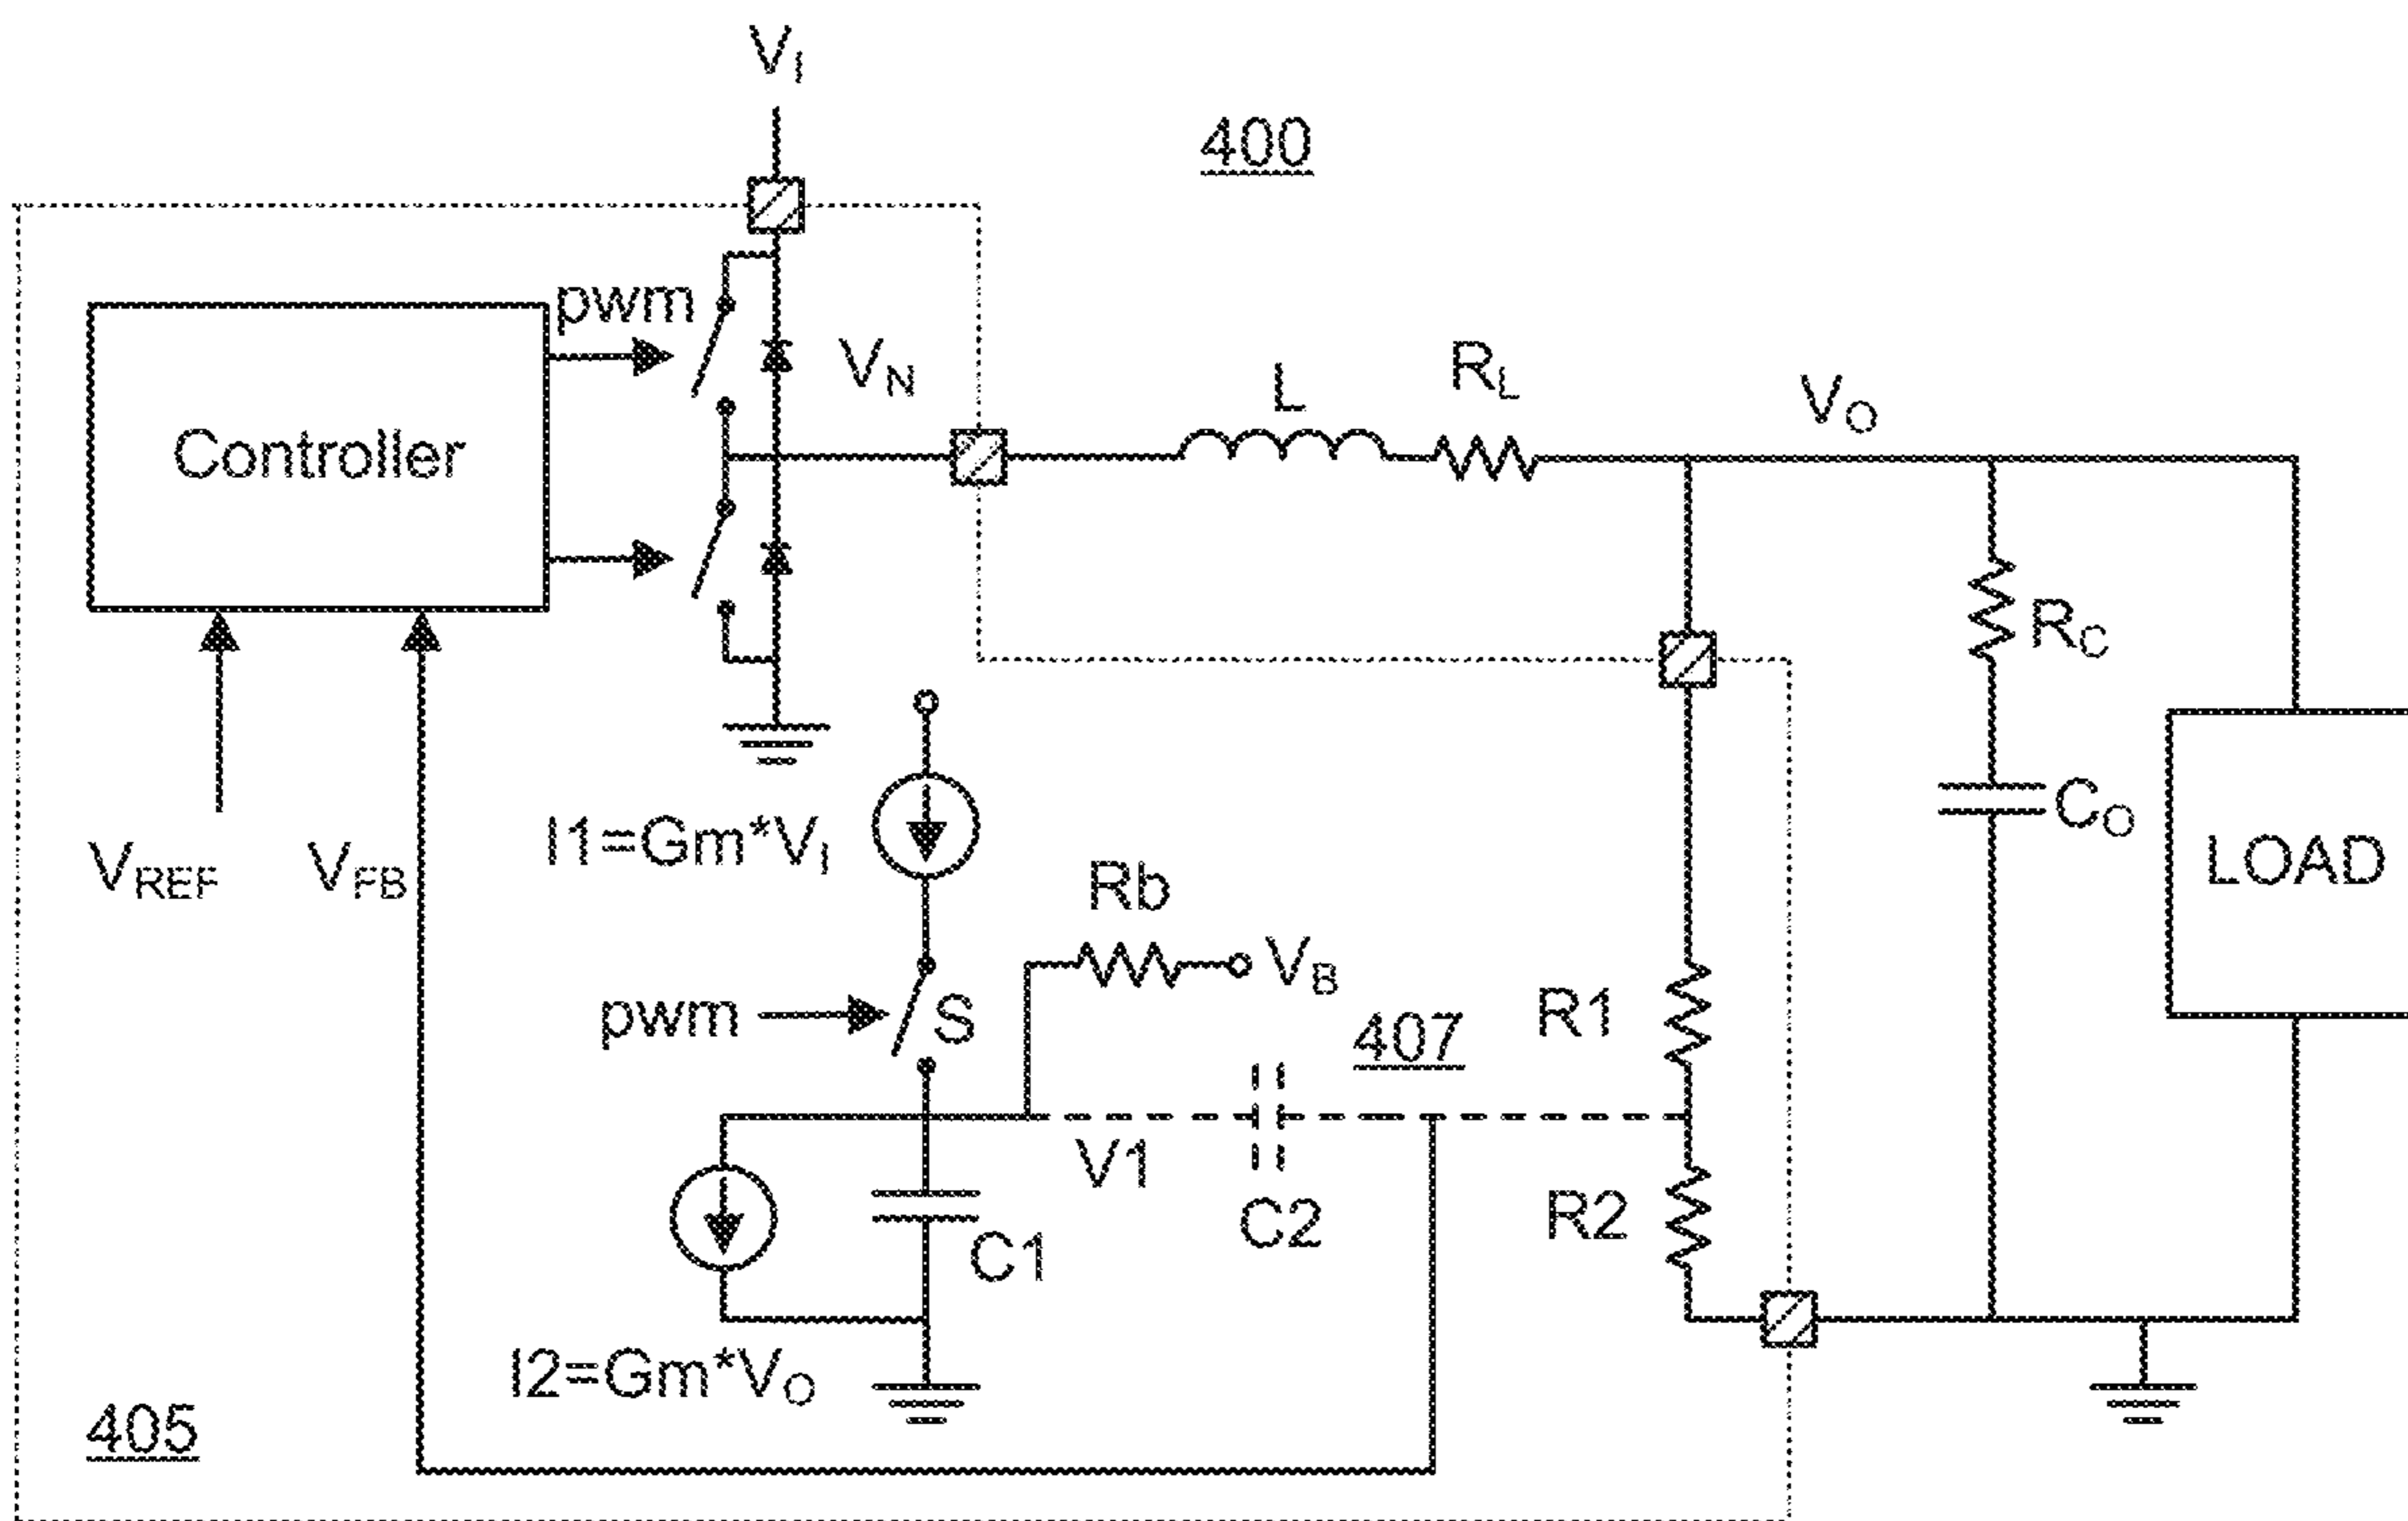 V_I
400
pwm
V_N
Controller
L
R_L
V_O
R_C
C_O
LOAD
V_REF
V_FB
I1=Gm*V_I
Rb
V_B
pwm
S
407
R1
V1
C2
R2
C1
I2=Gm*V_O
405